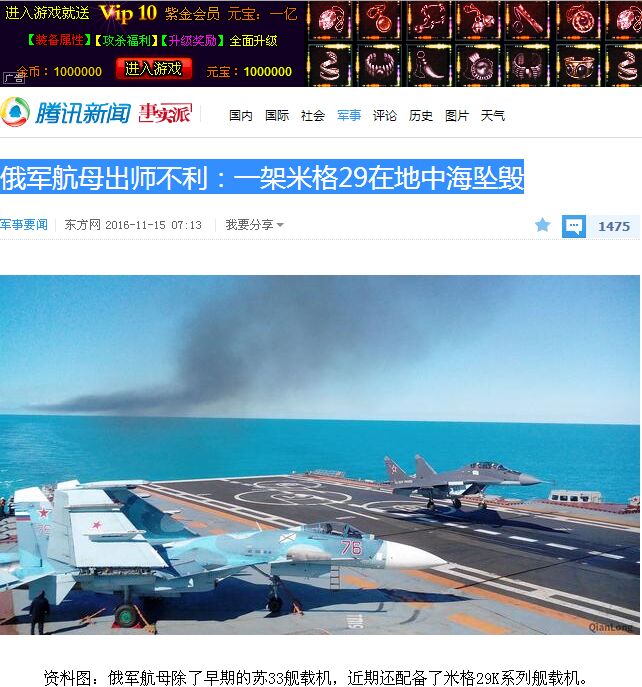 进入游戏就送 Vip 10 紫金会员 元宝：一亿
【装备属性】【攻杀福利】【升级奖励】全面升级
金币：1000000 进入游戏 元宝：1000000
广告
腾讯新闻 事实派 国内 国际 社会 军事 评论 历史 图片 天气
俄军航母出师不利：一架米格29在地中海坠毁
军事要闻 东方网 2016-11-15 07:13 我要分享 1475
76
QianLong
资料图：俄军航母除了早期的苏33舰载机，近期还配备了米格29K系列舰载机。